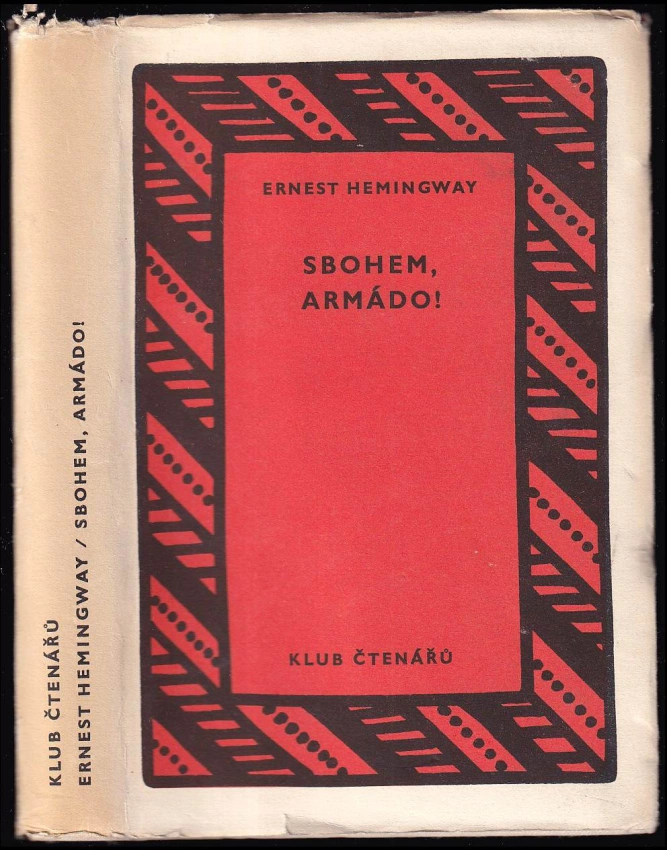 ERNEST HEMINGWAY
SBOHEM,
ARMÁDO!
KLUB ČTENÁŘŮ
KLUB ČTENÁŘŮ
ERNEST HEMINGWAY / SBOHEM, ARMÁDO!